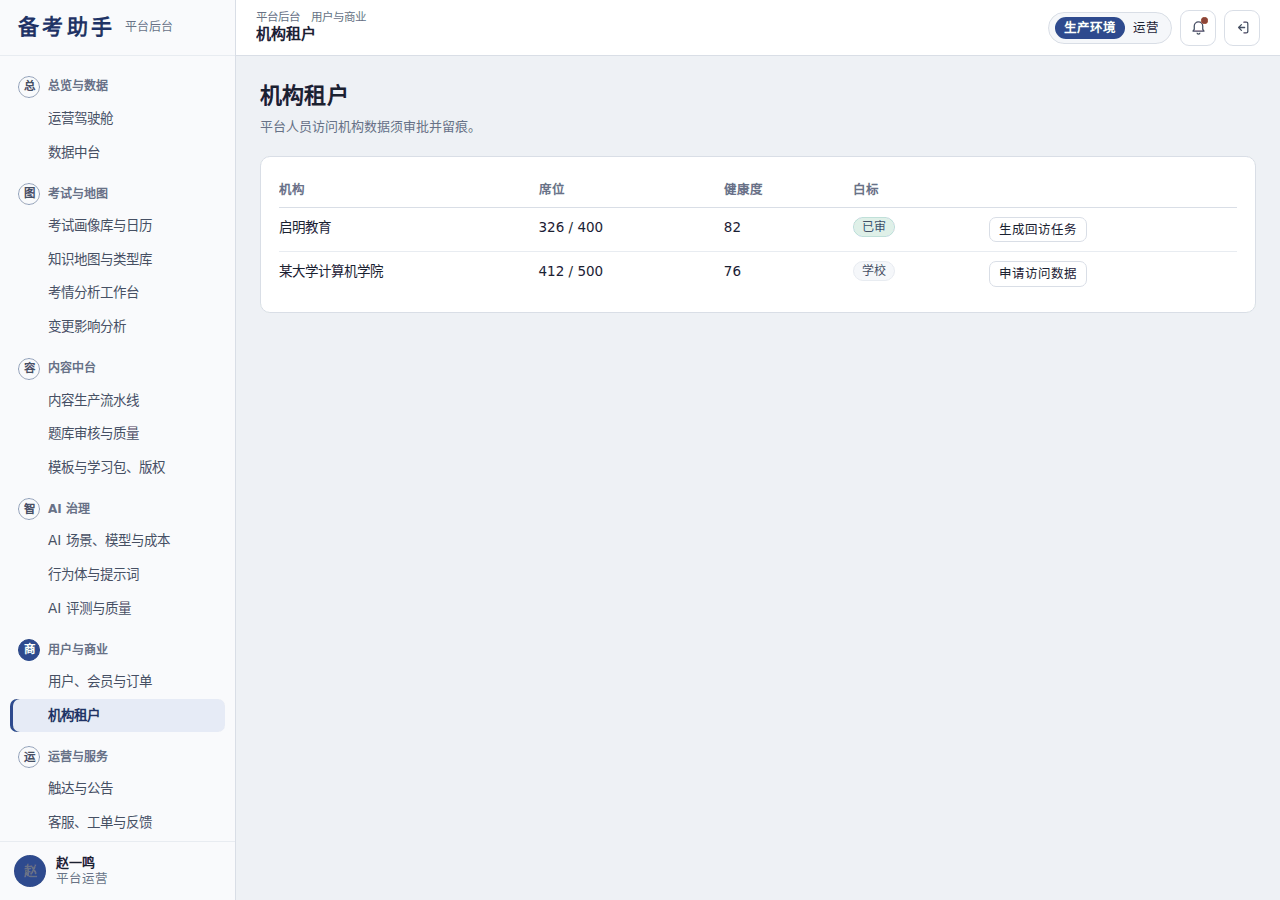 备考助手 平台后台
总 总览与数据
运营驾驶舱
数据中台
图 考试与地图
考试画像库与日历
知识地图与类型库
考情分析工作台
变更影响分析
容 内容中台
内容生产流水线
题库审核与质量
模板与学习包、版权
智 AI 治理
AI 场景、模型与成本
行为体与提示词
AI 评测与质量
商 用户与商业
用户、会员与订单
机构租户
运 运营与服务
触达与公告
客服、工单与反馈
赵 赵一鸣
平台运营
平台后台 用户与商业
机构租户
生产环境 运营
机构租户
平台人员访问机构数据须审批并留痕。
机构 席位 健康度 白标
启明教育 326 / 400 82 已审 生成回访任务
某大学计算机学院 412 / 500 76 学校 申请访问数据